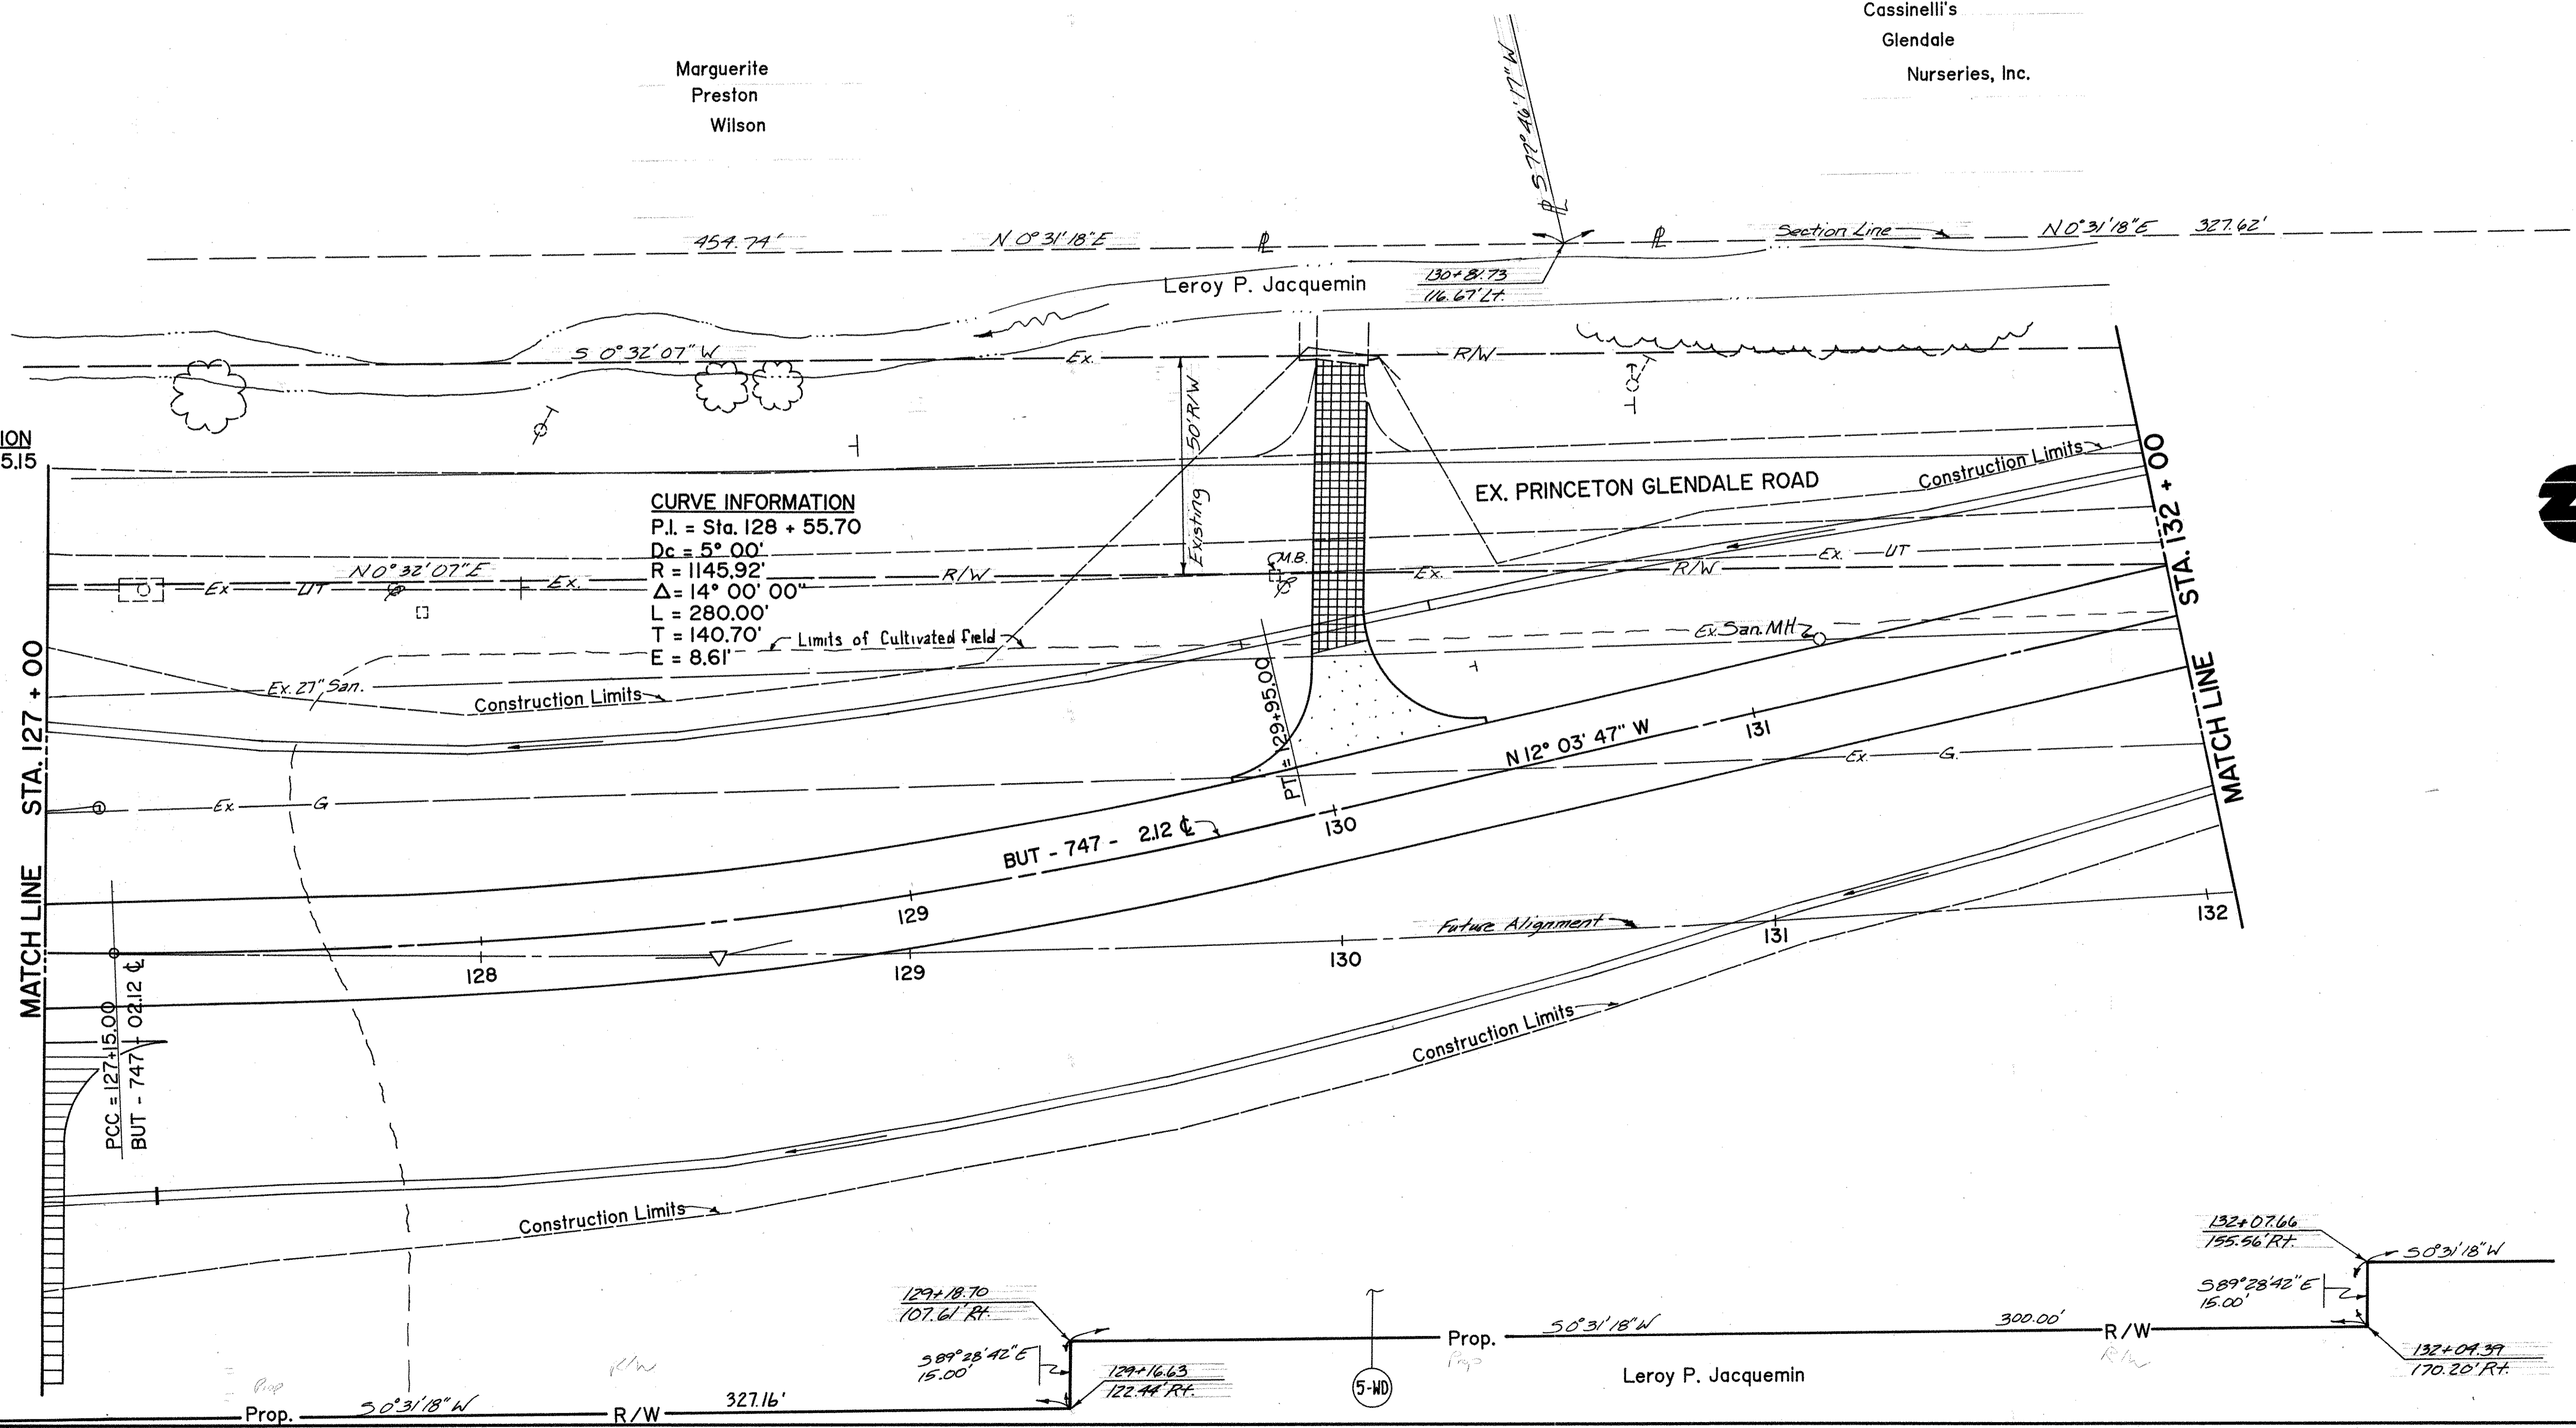 Cassinelli's
Glendale
Nurseries, Inc.
Marguerite
Preston
Wilson
S 77° 46' 17" W
454.74'
N 0° 31' 18" E
Section Line
N 0° 31' 18" E 327.62'
Leroy P. Jacquemin
130+81.73
116.67' Lt.
S 0° 32' 07" W
Ex.
R/W
ION
5.15
50' R/W
Existing
EX. PRINCETON GLENDALE ROAD
Construction Limits
STA. 132 + 00
MATCH LINE
CURVE INFORMATION
P.I. = Sta. 128 + 55.70
Dc = 5° 00'
R = 1145.92'
Δ = 14° 00' 00"
L = 280.00'
T = 140.70'
E = 8.61'
N 0° 32' 07" E
Ex UT Ex.
R/W
M.B.
Ex.
R/W
Ex. UT
Limits of Cultivated Field
Ex. San. MH
Ex. 27" San.
Construction Limits
STA. 127 + 00
MATCH LINE
PT = 129+95.00
N 12° 03' 47" W
131
Ex. G.
Ex G
130
BUT - 747 - 2.12 ℄
129
Future Alignment
128
129
130
131
132
PCC = 127+15.00
BUT - 747 - 02.12 ℄
Construction Limits
Construction Limits
132+07.66
155.56' Rt.
S 0° 31' 18" W
S 89° 28' 42" E
15.00'
132+04.39
170.20' Rt.
129+18.70
107.61' Rt.
S 89° 28' 42" E
15.00'
129+16.63
122.44' Rt.
Prop.
S 0° 31' 18" W
300.00'
R/W
Prop
R/W
5-WD
Leroy P. Jacquemin
Prop
R/W
Prop.
S 0° 31' 18" W
R/W
327.16'